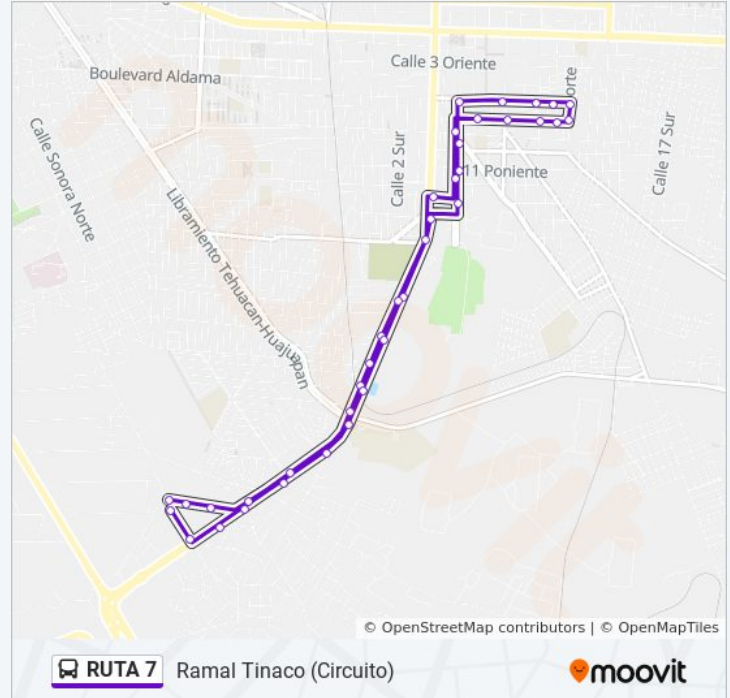 Calle 3 Oriente
Boulevard Aldama
orte
Calle Sonora Norte
Calle 2 Sur
Calle 17 Sur
11 Poniente
Libramiento Tehuacan-Huajuapan
© OpenStreetMap contributors | © OpenMapTiles
RUTA 7
Ramal Tinaco (Circuito)
moovit